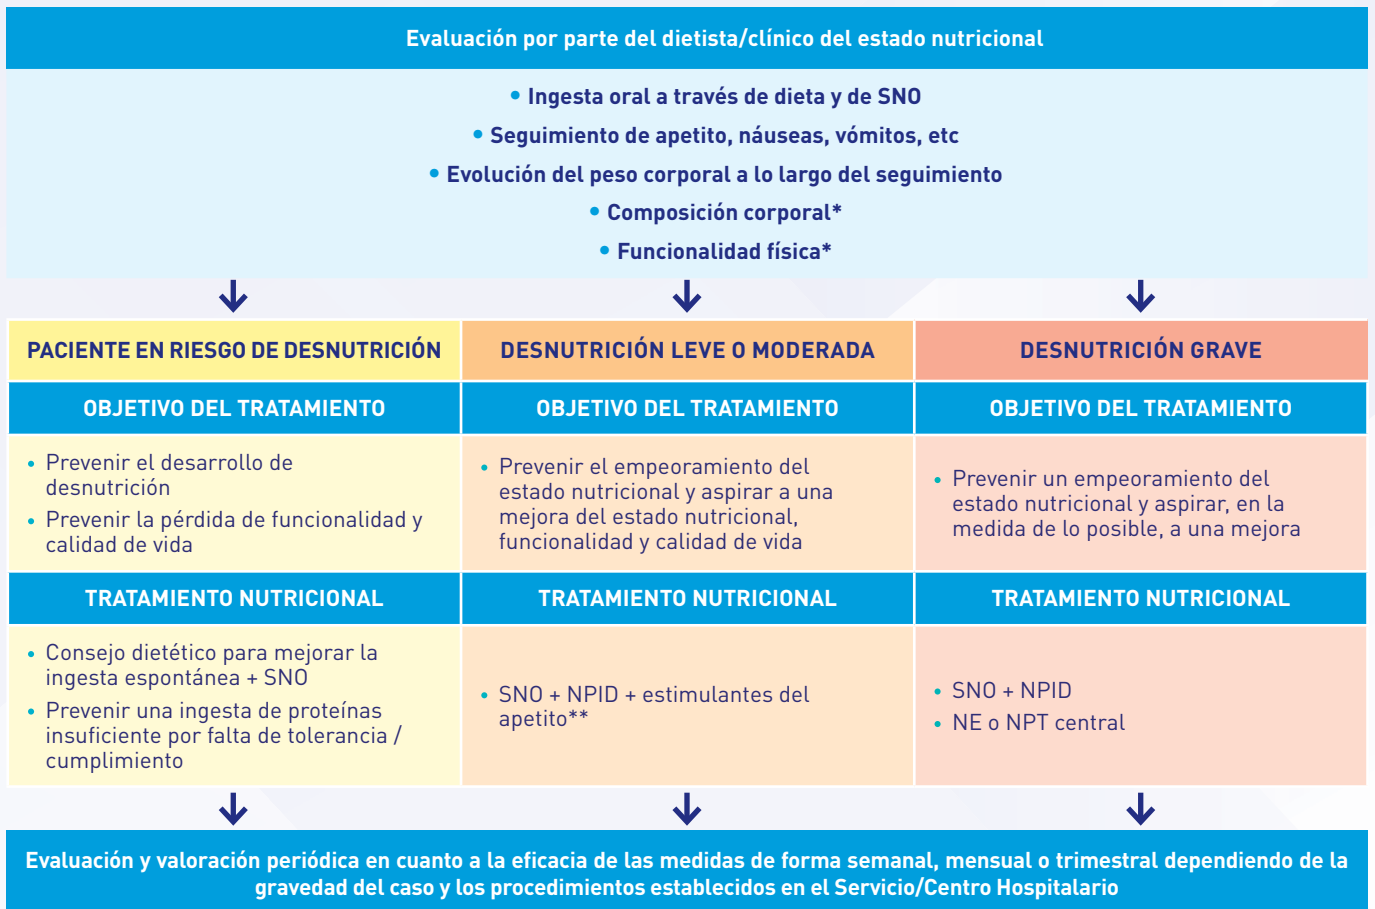 Evaluación por parte del dietista/clínico del estado nutricional
• Ingesta oral a través de dieta y de SNO
• Seguimiento de apetito, náuseas, vómitos, etc
• Evolución del peso corporal a lo largo del seguimiento
• Composición corporal*
• Funcionalidad física*
PACIENTE EN RIESGO DE DESNUTRICIÓN
OBJETIVO DEL TRATAMIENTO
• Prevenir el desarrollo de
desnutrición
• Prevenir la pérdida de funcionalidad y
calidad de vida
TRATAMIENTO NUTRICIONAL
• Consejo dietético para mejorar la
ingesta espontánea + SNO
• Prevenir una ingesta de proteínas
insuficiente por falta de tolerancia /
cumplimiento
DESNUTRICIÓN LEVE O MODERADA
OBJETIVO DEL TRATAMIENTO
• Prevenir el empeoramiento del
estado nutricional y aspirar a una
mejora del estado nutricional,
funcionalidad y calidad de vida
TRATAMIENTO NUTRICIONAL
• SNO + NPID + estimulantes del
apetito**
DESNUTRICIÓN GRAVE
OBJETIVO DEL TRATAMIENTO
• Prevenir un empeoramiento del
estado nutricional y aspirar, en la
medida de lo posible, a una mejora
TRATAMIENTO NUTRICIONAL
• SNO + NPID
• NE o NPT central
Evaluación y valoración periódica en cuanto a la eficacia de las medidas de forma semanal, mensual o trimestral dependiendo de la
gravedad del caso y los procedimientos establecidos en el Servicio/Centro Hospitalario